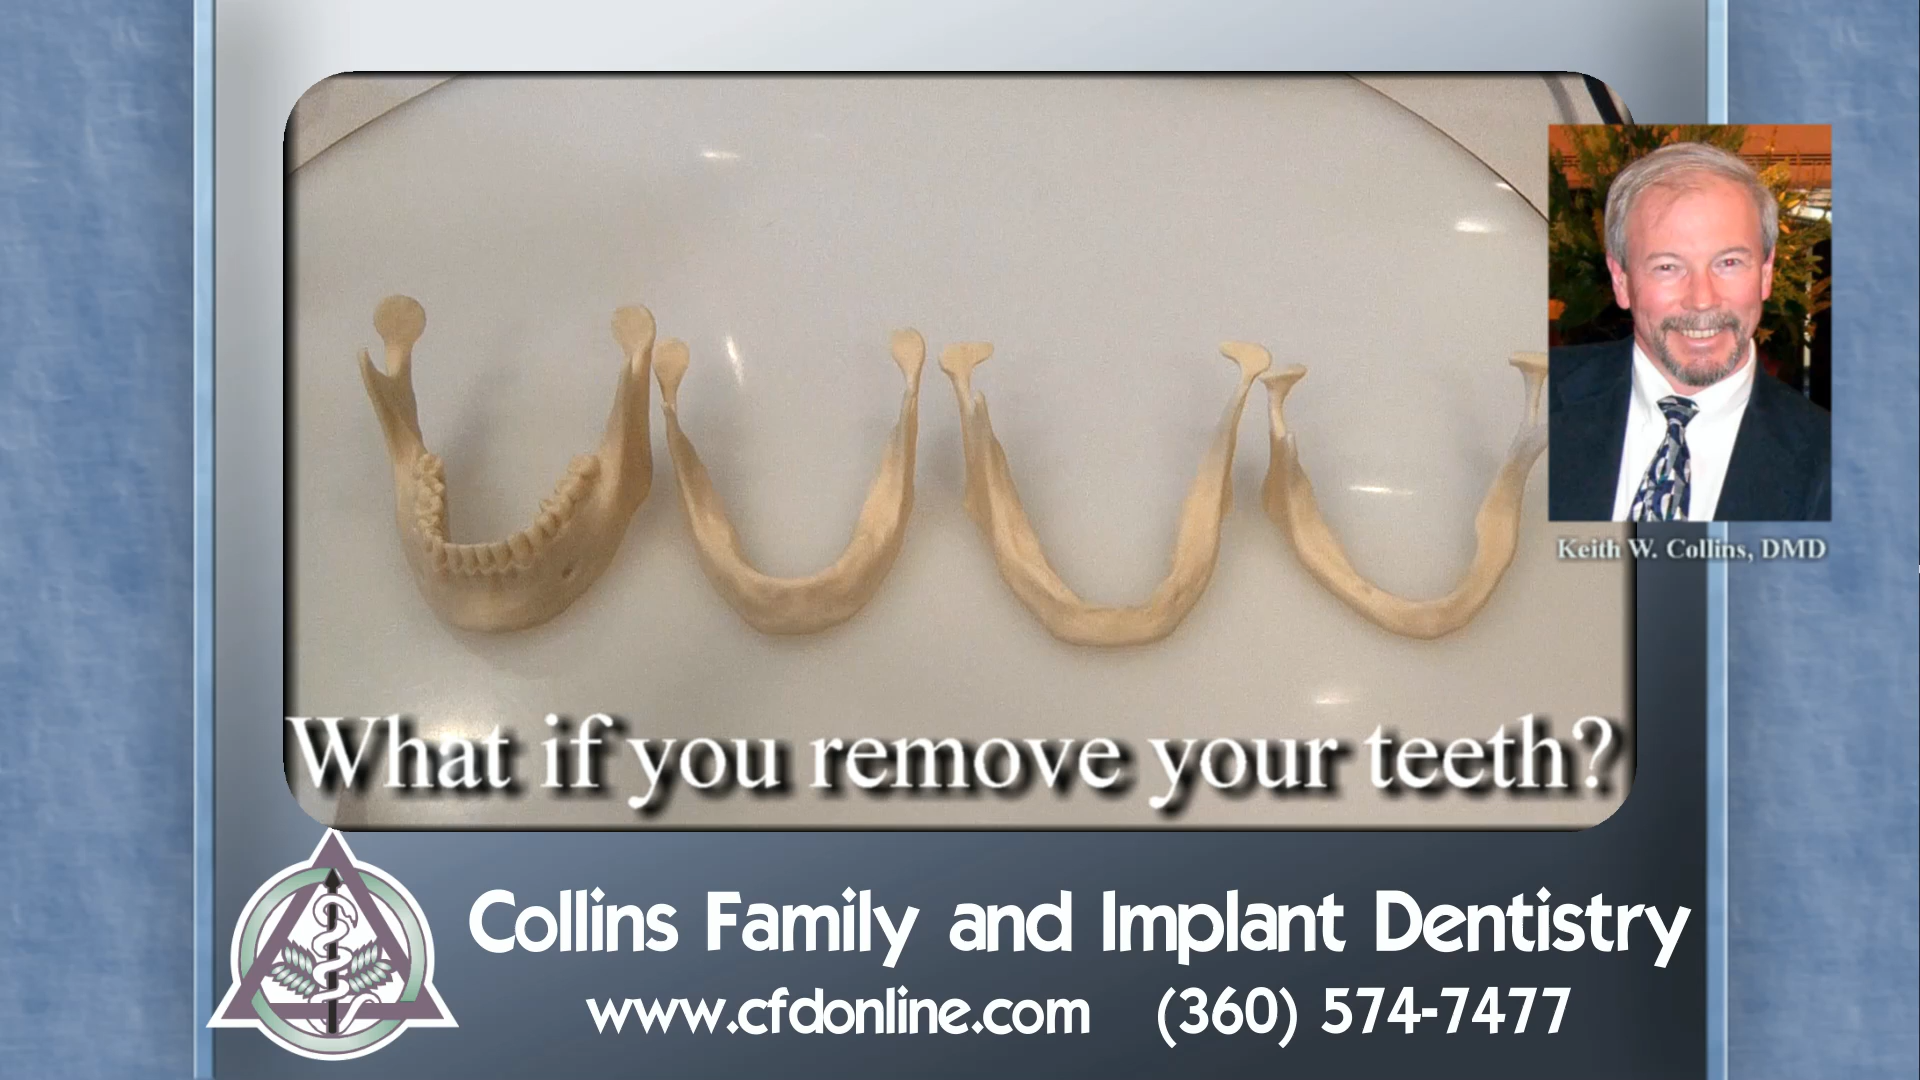 Keith W. Collins, DMD
What if you remove your teeth?
Collins Family and Implant Dentistry
www.cfdonline.com (360) 574-7477